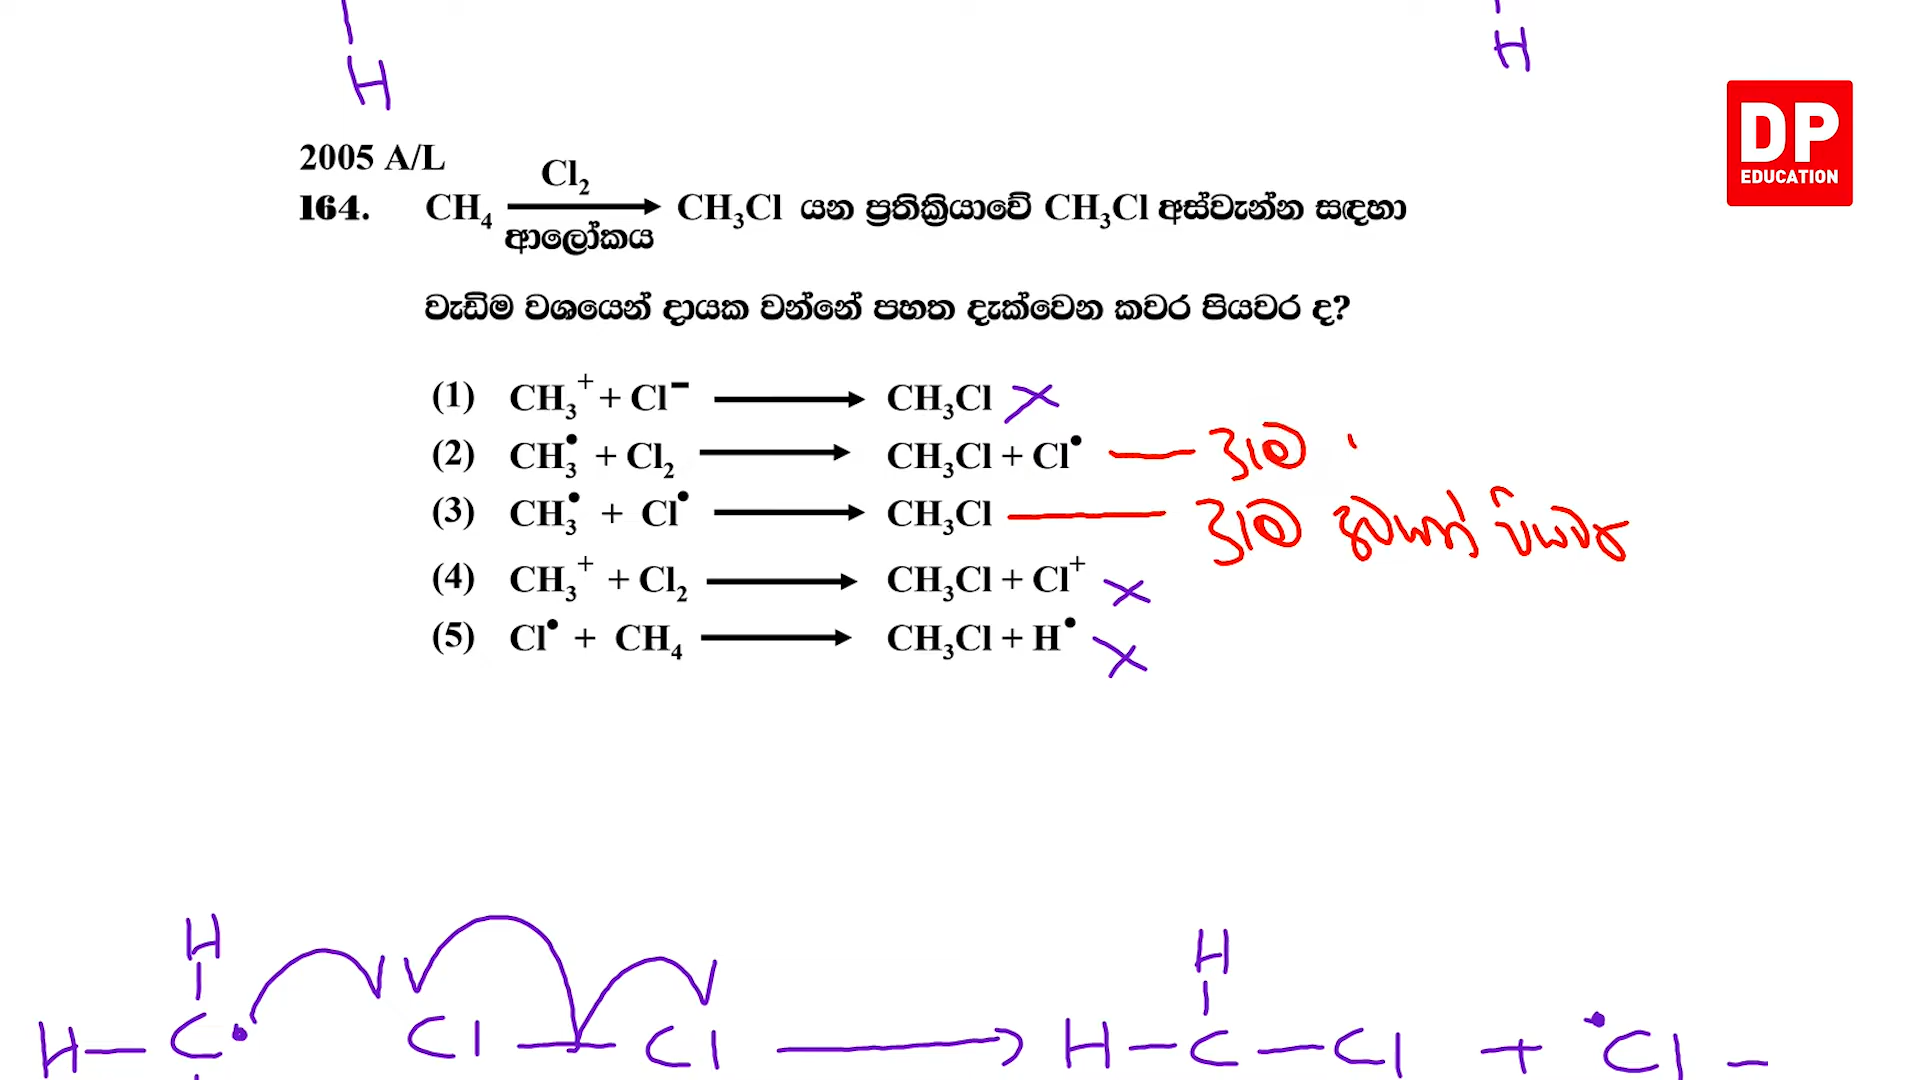 H
H
DP
EDUCATION
2005 A/L
164. CH₄ Cl₂ ⟶ ආලෝකය CH₃Cl යන ප්‍රතික්‍රියාවේ CH₃Cl අස්වැන්න සඳහා
වැඩිම වශයෙන් දායක වන්නේ පහත දැක්වෙන කවර පියවර ද?
(1) CH₃⁺ + Cl⁻ ⟶ CH₃Cl ×
(2) CH₃• + Cl₂ ⟶ CH₃Cl + Cl•
(3) CH₃• + Cl• ⟶ CH₃Cl
(4) CH₃⁺ + Cl₂ ⟶ CH₃Cl + Cl⁺ ×
(5) Cl• + CH₄ ⟶ CH₃Cl + H• ×
H H
H – C• Cl – Cl ⟶ H – C – Cl + •Cl –